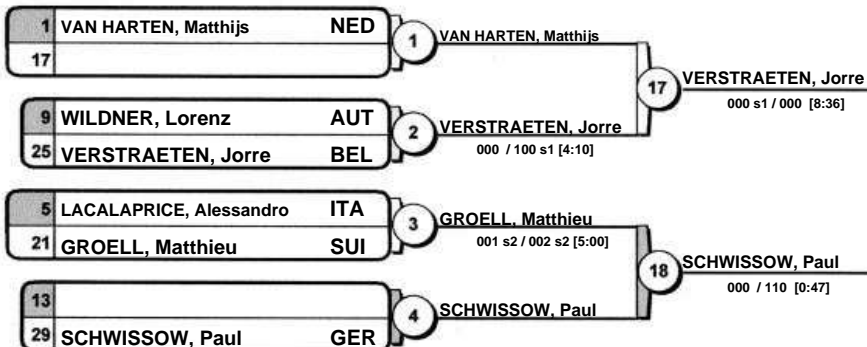 1 VAN HARTEN, Matthijs NED
17
1
VAN HARTEN, Matthijs
9 WILDNER, Lorenz AUT
25 VERSTRAETEN, Jorre BEL
2
VERSTRAETEN, Jorre
000 / 100 s1 [4:10]
17
VERSTRAETEN, Jorre
000 s1 / 000 [8:36]
5 LACALAPRICE, Alessandro ITA
21 GROELL, Matthieu SUI
3
GROELL, Matthieu
001 s2 / 002 s2 [5:00]
13
29 SCHWISSOW, Paul GER
4
SCHWISSOW, Paul
18
SCHWISSOW, Paul
000 / 110 [0:47]